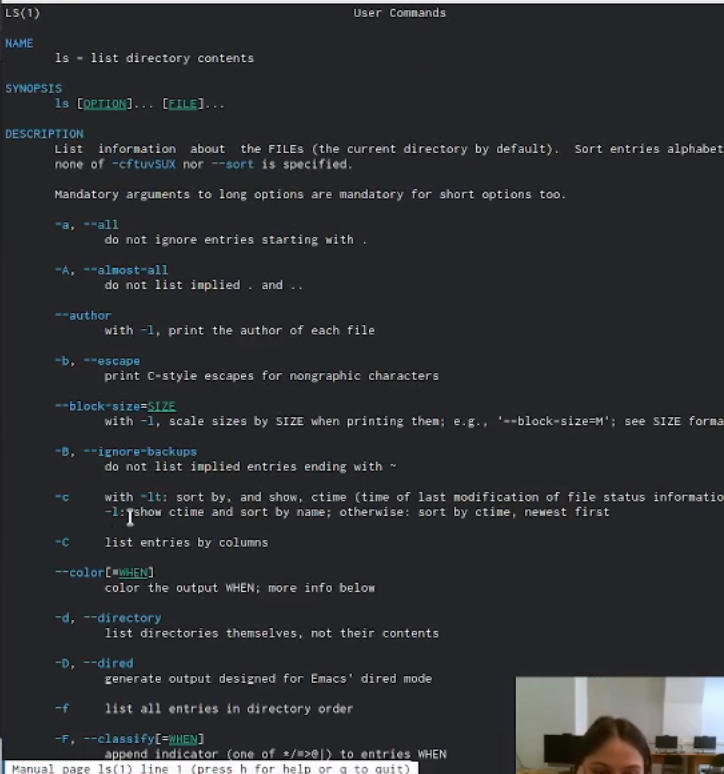 LS(1) User Commands
NAME
ls - list directory contents
SYNOPSIS
ls [OPTION]... [FILE]...
DESCRIPTION
List information about the FILEs (the current directory by default). Sort entries alphabet
none of -cftuvSUX nor --sort is specified.
Mandatory arguments to long options are mandatory for short options too.
-a, --all
do not ignore entries starting with .
-A, --almost-all
do not list implied . and ..
--author
with -l, print the author of each file
-b, --escape
print C-style escapes for nongraphic characters
--block-size=SIZE
with -l, scale sizes by SIZE when printing them; e.g., '--block-size=M'; see SIZE forma
-B, --ignore-backups
do not list implied entries ending with ~
-c with -lt: sort by, and show, ctime (time of last modification of file status informatio
-l: show ctime and sort by name; otherwise: sort by ctime, newest first
-C list entries by columns
--color[=WHEN]
color the output WHEN; more info below
-d, --directory
list directories themselves, not their contents
-D, --dired
generate output designed for Emacs' dired mode
-f list all entries in directory order
-F, --classify[=WHEN]
append indicator (one of */=>@|) to entries WHEN
Manual page ls(1) line 1 (press h for help or q to quit)